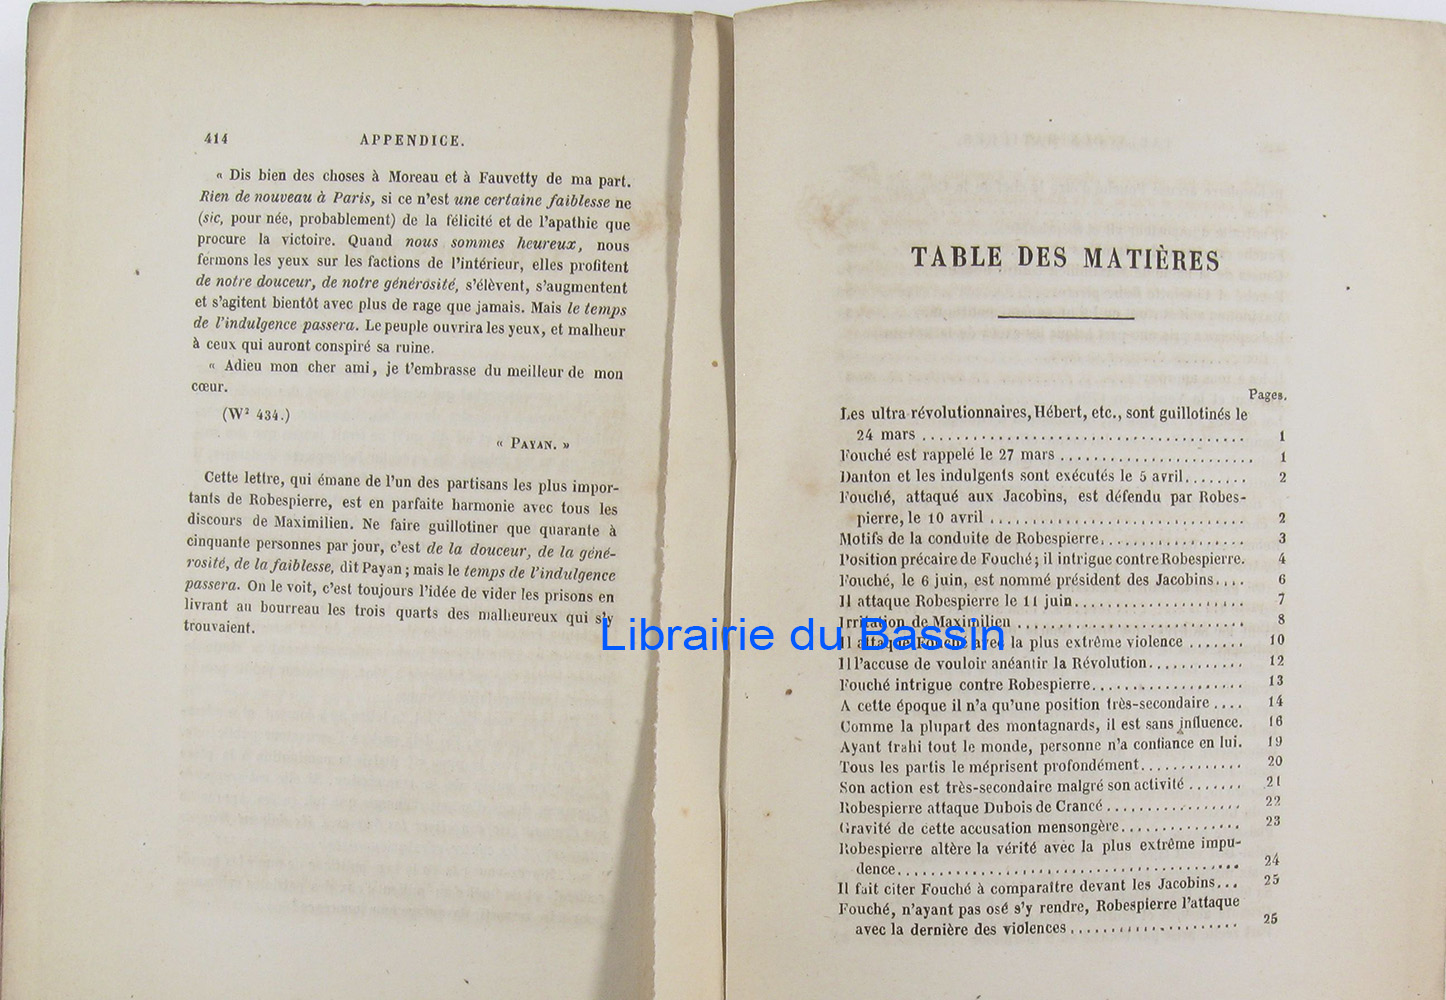 414 APPENDICE.
« Dis bien des choses à Moreau et à Fauvetty de ma part.
Rien de nouveau à Paris, si ce n'est une certaine faiblesse ne
(sic, pour née, probablement) de la félicité et de l'apathie que
procure la victoire. Quand nous sommes heureux, nous
fermons les yeux sur les factions de l'intérieur, elles profitent
de notre douceur, de notre générosité, s'élèvent, s'augmentent
et s'agitent bientôt avec plus de rage que jamais. Mais le temps
de l'indulgence passera. Le peuple ouvrira les yeux, et malheur
à ceux qui auront conspiré sa ruine.
« Adieu mon cher ami, je t'embrasse du meilleur de mon
cœur.
(W² 434.)
« PAYAN. »
Cette lettre, qui émane de l'un des partisans les plus impor-
tants de Robespierre, est en parfaite harmonie avec tous les
discours de Maximilien. Ne faire guillotiner que quarante à
cinquante personnes par jour, c'est de la douceur, de la géné-
rosité, de la faiblesse, dit Payan ; mais le temps de l'indulgence
passera. On le voit, c'est toujours l'idée de vider les prisons en
livrant au bourreau les trois quarts des malheureux qui s'y
trouvaient.
Librairie du Bassin
TABLE DES MATIÈRES
Pages.
Les ultra révolutionnaires, Hébert, etc., sont guillotinés le
24 mars ........ 1
Fouché est rappelé le 27 mars ........ 1
Danton et les indulgents sont exécutés le 5 avril........ 2
Fouché, attaqué aux Jacobins, est défendu par Robes-
pierre, le 10 avril ........ 2
Motifs de la conduite de Robespierre........ 3
Position précaire de Fouché ; il intrigue contre Robespierre. 4
Fouché, le 6 juin, est nommé président des Jacobins.... 6
Il attaque Robespierre le 11 juin........ 7
Irritation de Maximilien ........ 8
Il attaque Fouché avec la plus extrême violence ....... 10
Il l'accuse de vouloir anéantir la Révolution........ 12
Fouché intrigue contre Robespierre........ 13
A cette époque il n'a qu'une position très-secondaire .... 14
Comme la plupart des montagnards, il est sans influence. 16
Ayant trahi tout le monde, personne n'a confiance en lui. 19
Tous les partis le méprisent profondément........ 20
Son action est très-secondaire malgré son activité ....... 21
Robespierre attaque Dubois de Crancé........ 22
Gravité de cette accusation mensongère........ 23
Robespierre altère la vérité avec la plus extrême impu-
dence........ 24
Il fait citer Fouché à comparaître devant les Jacobins... 25
Fouché, n'ayant pas osé s'y rendre, Robespierre l'attaque
avec la dernière des violences........ 25